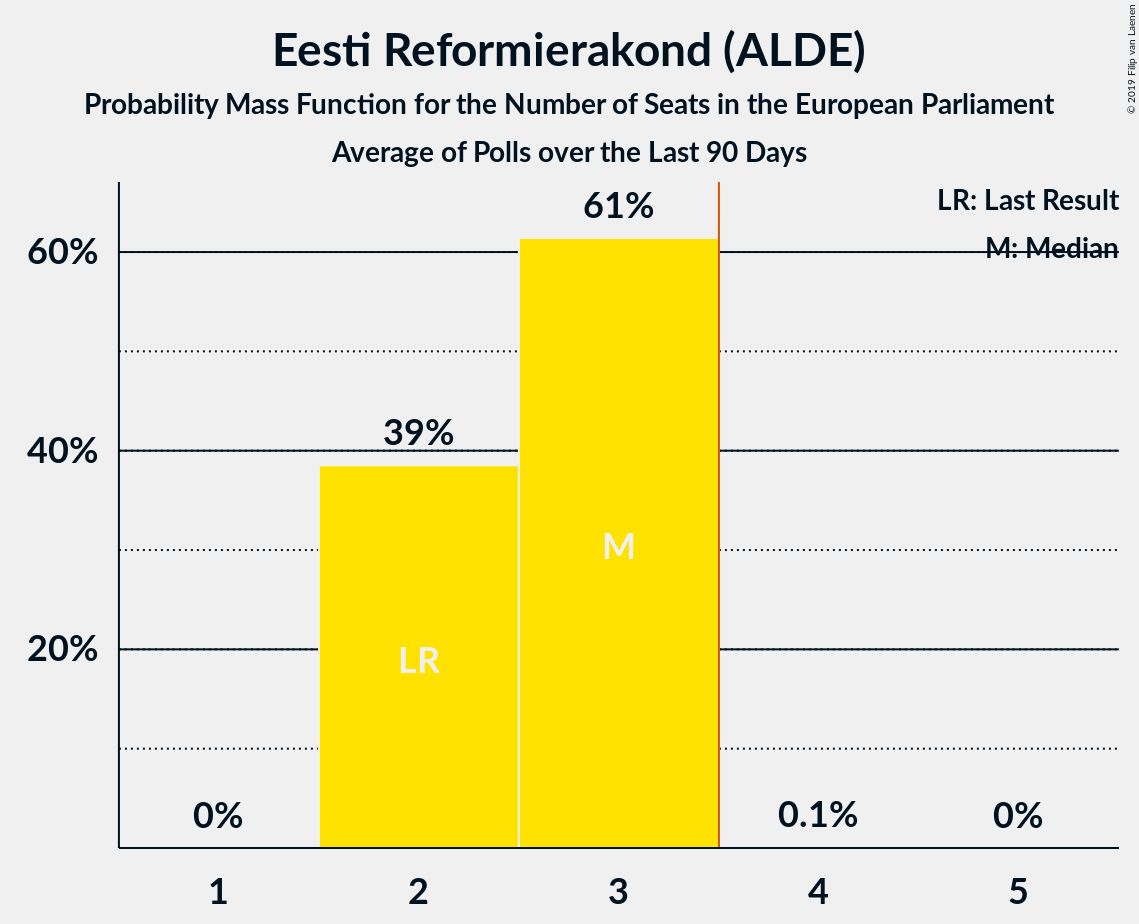 Eesti Reformierakond (ALDE)
Probability Mass Function for the Number of Seats in the European Parliament
Average of Polls over the Last 90 Days
© 2019 Filip van Laenen
LR: Last Result
M: Median
61%
60%
39%
40%
M
LR
20%
0%
0.1%
0%
1
2
3
4
5